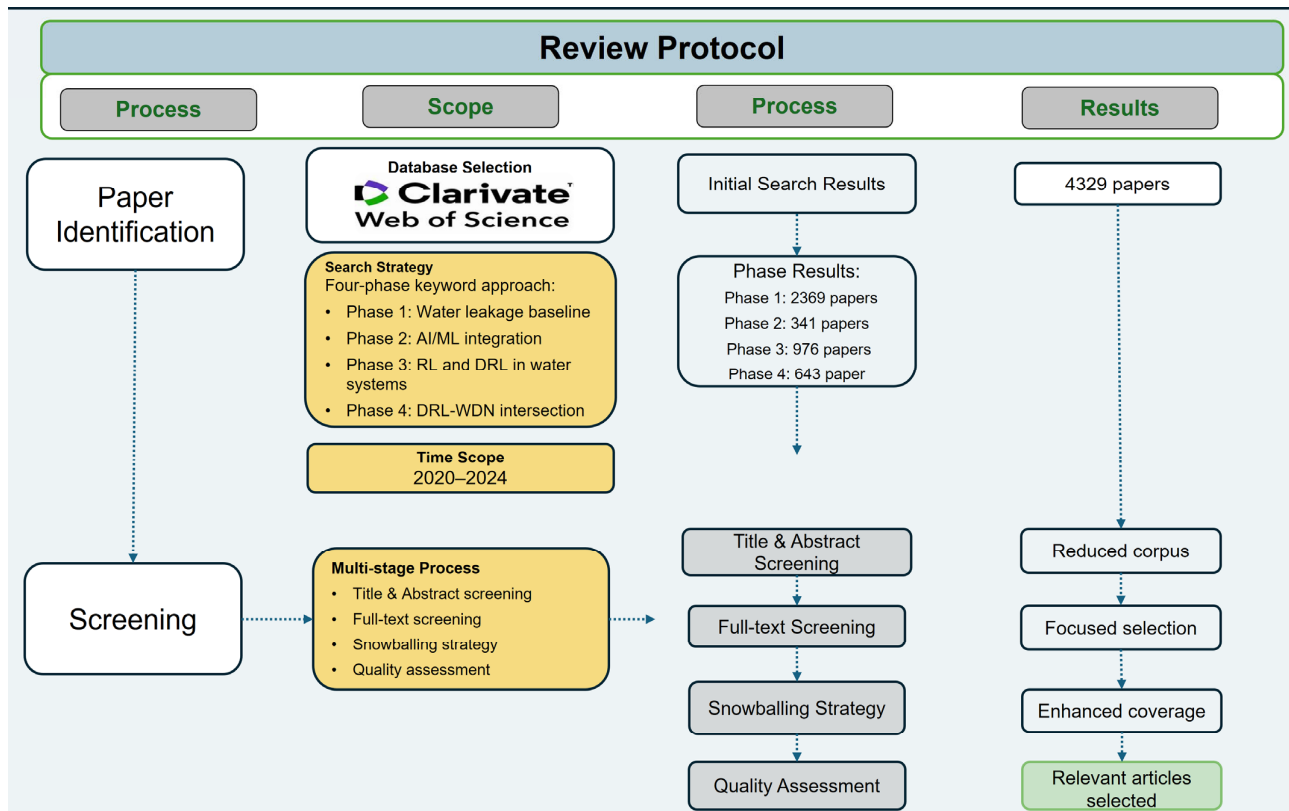 Review Protocol
Process
Scope
Process
Results
Paper
Identification
Database Selection
Clarivate
Web of Science
Initial Search Results
4329 papers
Search Strategy
Four-phase keyword approach:
• Phase 1: Water leakage baseline
• Phase 2: AI/ML integration
• Phase 3: RL and DRL in water
systems
• Phase 4: DRL-WDN intersection
Phase Results:
Phase 1: 2369 papers
Phase 2: 341 papers
Phase 3: 976 papers
Phase 4: 643 paper
Time Scope
2020–2024
Screening
Multi-stage Process
• Title & Abstract screening
• Full-text screening
• Snowballing strategy
• Quality assessment
Title & Abstract
Screening
Full-text Screening
Snowballing Strategy
Quality Assessment
Reduced corpus
Focused selection
Enhanced coverage
Relevant articles
selected